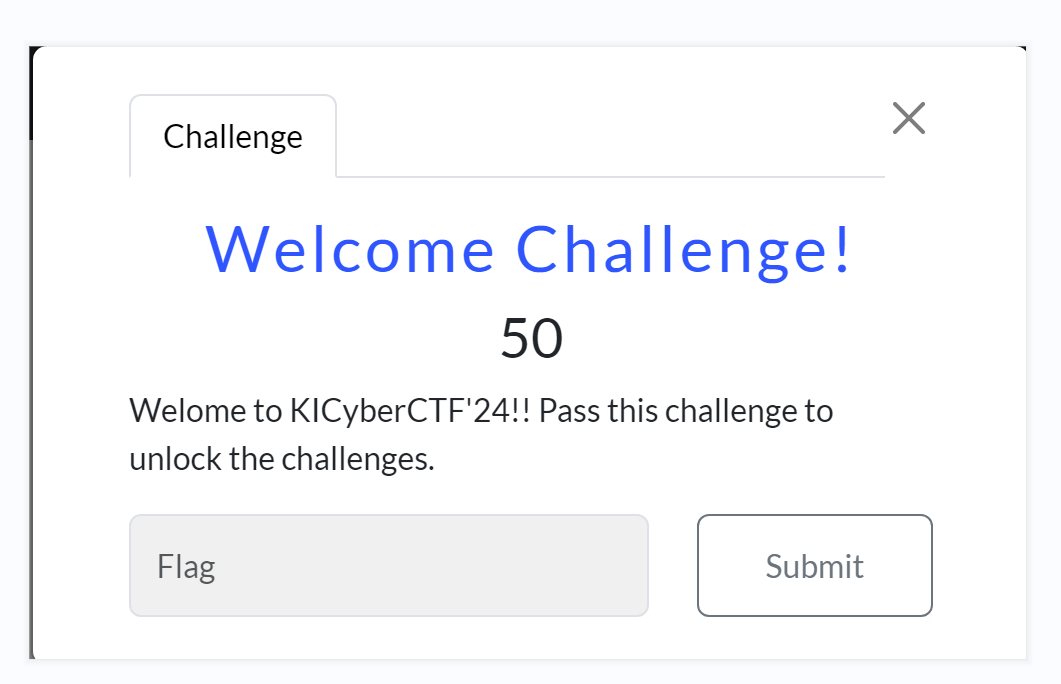 Challenge
Welcome Challenge!
50
Welome to KICyberCTF'24!! Pass this challenge to
unlock the challenges.
Flag
Submit